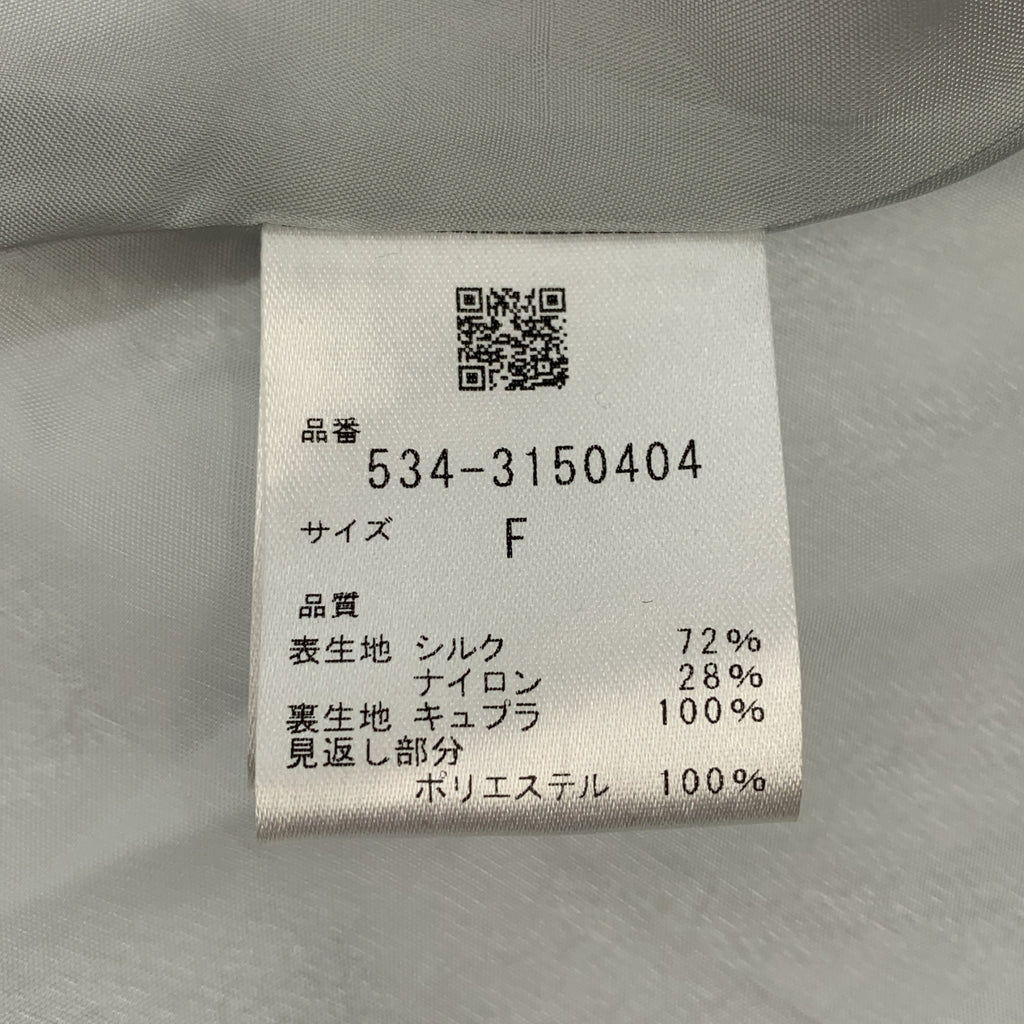 品番
534-3150404
サイズ F
品質
表生地 シルク 72%
ナイロン 28%
裏生地 キュプラ 100%
見返し部分
ポリエステル 100%